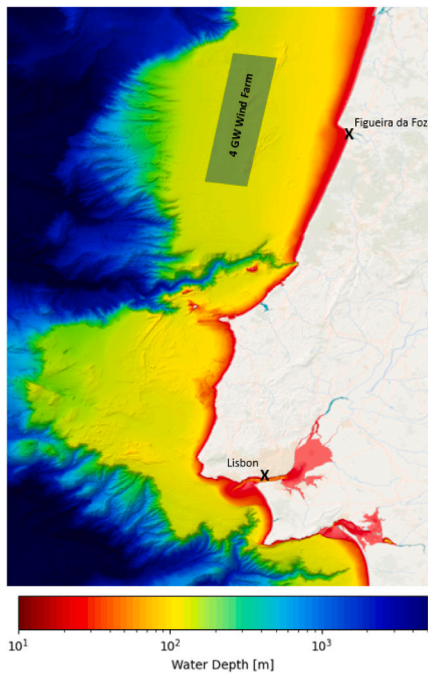 4 GW Wind Farm
Figueira da Foz
X
Lisbon
X
10¹ 10² 10³
Water Depth [m]